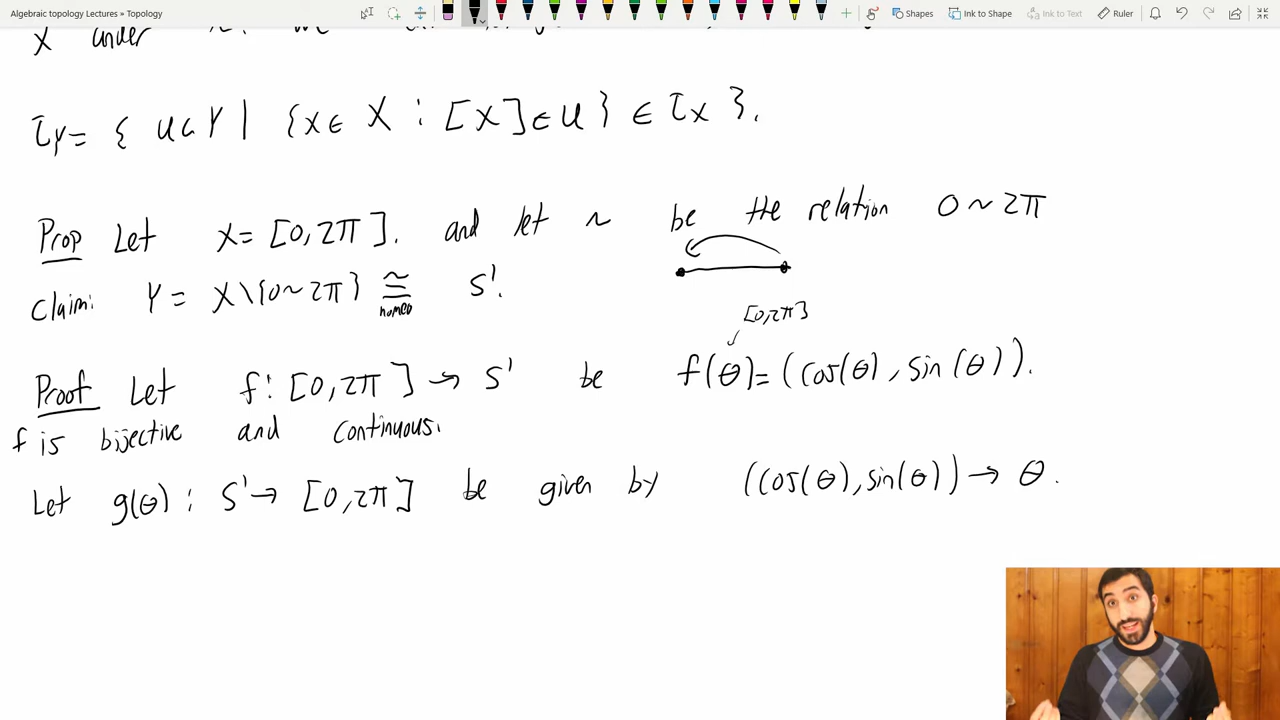 Algebraic topology Lectures » Topology
Shapes Ink to Shape Ink to Text Ruler
X under
τ_Y = { U ⊂ Y | {x ∈ X : [x] ∈ U} ∈ τ_X }.
Prop Let X = [0, 2π]. and let ~ be the relation 0 ~ 2π
Claim: Y = X \ {0 ~ 2π} ≅ S¹.
homeo
[0, 2π]
Proof Let f : [0, 2π] → S¹ be f(θ) = (cos(θ), sin(θ)).
f is bijective and continuous.
Let g(θ) : S¹ → [0, 2π] be given by ((cos(θ), sin(θ)) → θ.